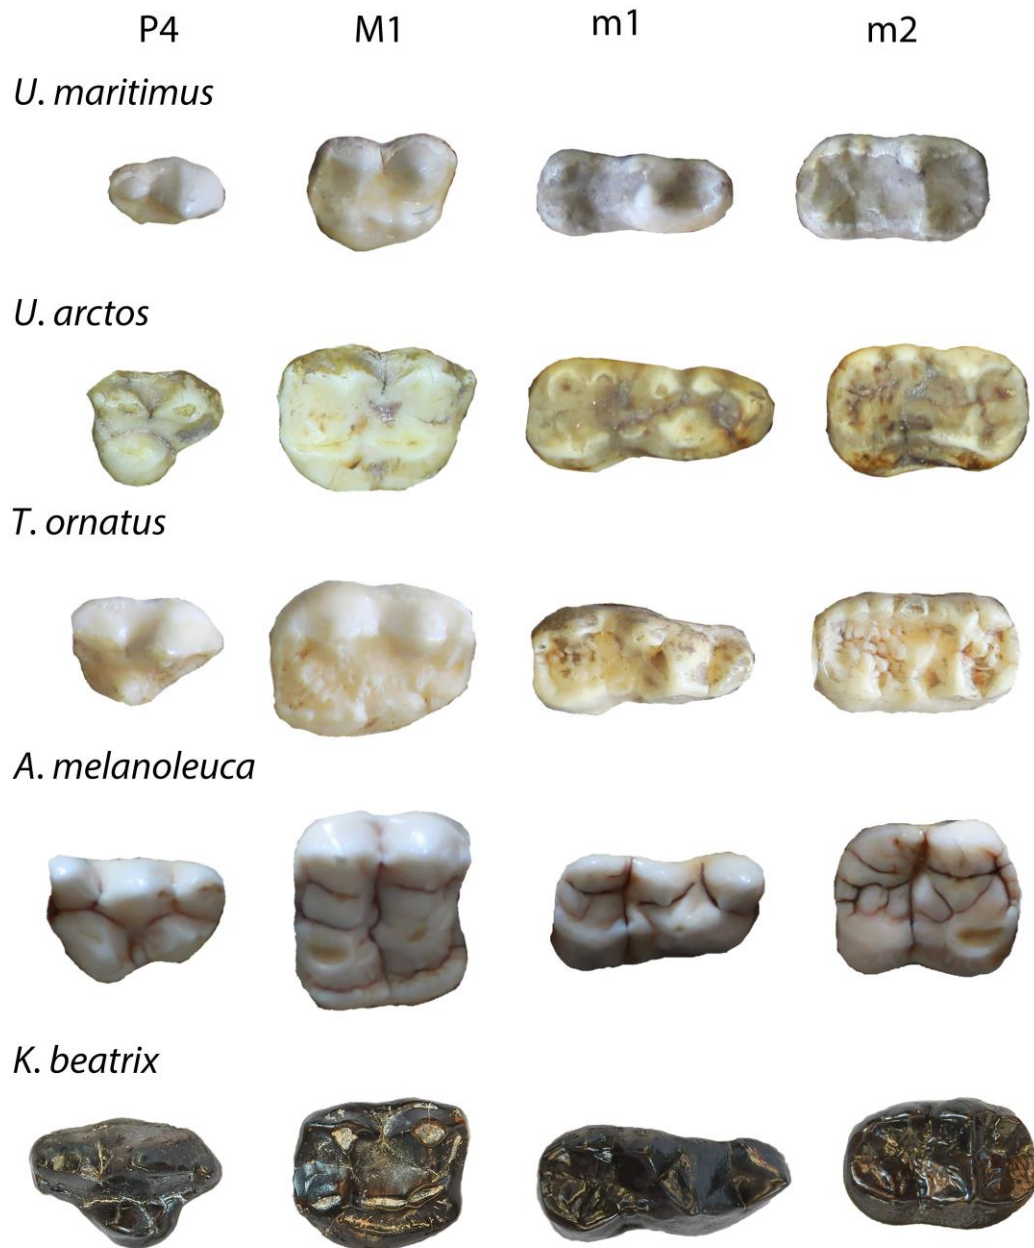 P4 M1 m1 m2
U. maritimus
U. arctos
T. ornatus
A. melanoleuca
K. beatrix